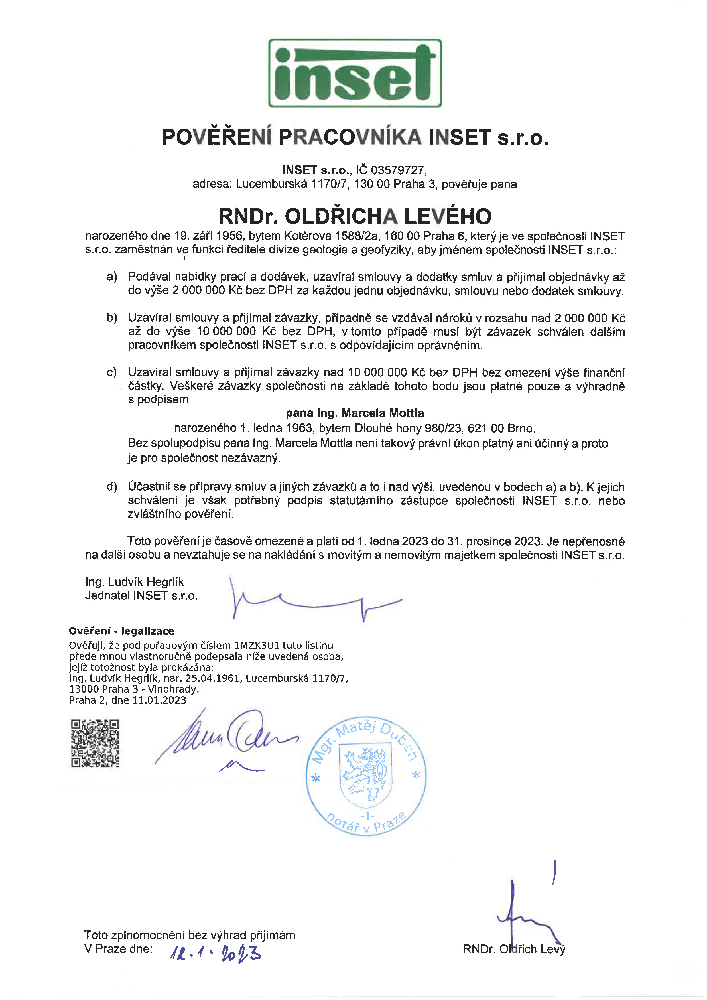 inset
POVĚŘENÍ PRACOVNÍKA INSET s.r.o.
INSET s.r.o., IČ 03579727,
adresa: Lucemburská 1170/7, 130 00 Praha 3, pověřuje pana
RNDr. OLDŘICHA LEVÉHO
narozeného dne 19. září 1956, bytem Kotěrova 1588/2a, 160 00 Praha 6, který je ve společnosti INSET
s.r.o. zaměstnán ve funkci ředitele divize geologie a geofyziky, aby jménem společnosti INSET s.r.o.:
a) Podával nabídky prací a dodávek, uzavíral smlouvy a dodatky smluv a přijímal objednávky až
do výše 2 000 000 Kč bez DPH za každou jednu objednávku, smlouvu nebo dodatek smlouvy.
b) Uzavíral smlouvy a přijímal závazky, případně se vzdával nároků v rozsahu nad 2 000 000 Kč
až do výše 10 000 000 Kč bez DPH, v tomto případě musí být závazek schválen dalším
pracovníkem společnosti INSET s.r.o. s odpovídajícím oprávněním.
c) Uzavíral smlouvy a přijímal závazky nad 10 000 000 Kč bez DPH bez omezení výše finanční
částky. Veškeré závazky společnosti na základě tohoto bodu jsou platné pouze a výhradně
s podpisem
pana Ing. Marcela Mottla
narozeného 1. ledna 1963, bytem Dlouhé hony 980/23, 621 00 Brno.
Bez spolupodpisu pana Ing. Marcela Mottla není takový právní úkon platný ani účinný a proto
je pro společnost nezávazný.
d) Účastnil se přípravy smluv a jiných závazků a to i nad výši, uvedenou v bodech a) a b). K jejich
schválení je však potřebný podpis statutárního zástupce společnosti INSET s.r.o. nebo
zvláštního pověření.
Toto pověření je časově omezené a platí od 1. ledna 2023 do 31. prosince 2023. Je nepřenosné
na další osobu a nevztahuje se na nakládání s movitým a nemovitým majetkem společnosti INSET s.r.o.
Ing. Ludvík Hegrlík
Jednatel INSET s.r.o.
Ověření - legalizace
Ověřuji, že pod pořadovým číslem 1MZK3U1 tuto listinu
přede mnou vlastnoručně podepsala níže uvedená osoba,
jejíž totožnost byla prokázána:
Ing. Ludvík Hegrlík, nar. 25.04.1961, Lucemburská 1170/7,
13000 Praha 3 - Vinohrady.
Praha 2, dne 11.01.2023
Mgr. Matěj Duben
-1-
notář v Praze
Toto zplnomocnění bez výhrad přijímám
V Praze dne: 12.1.2023
RNDr. Oldřich Levý